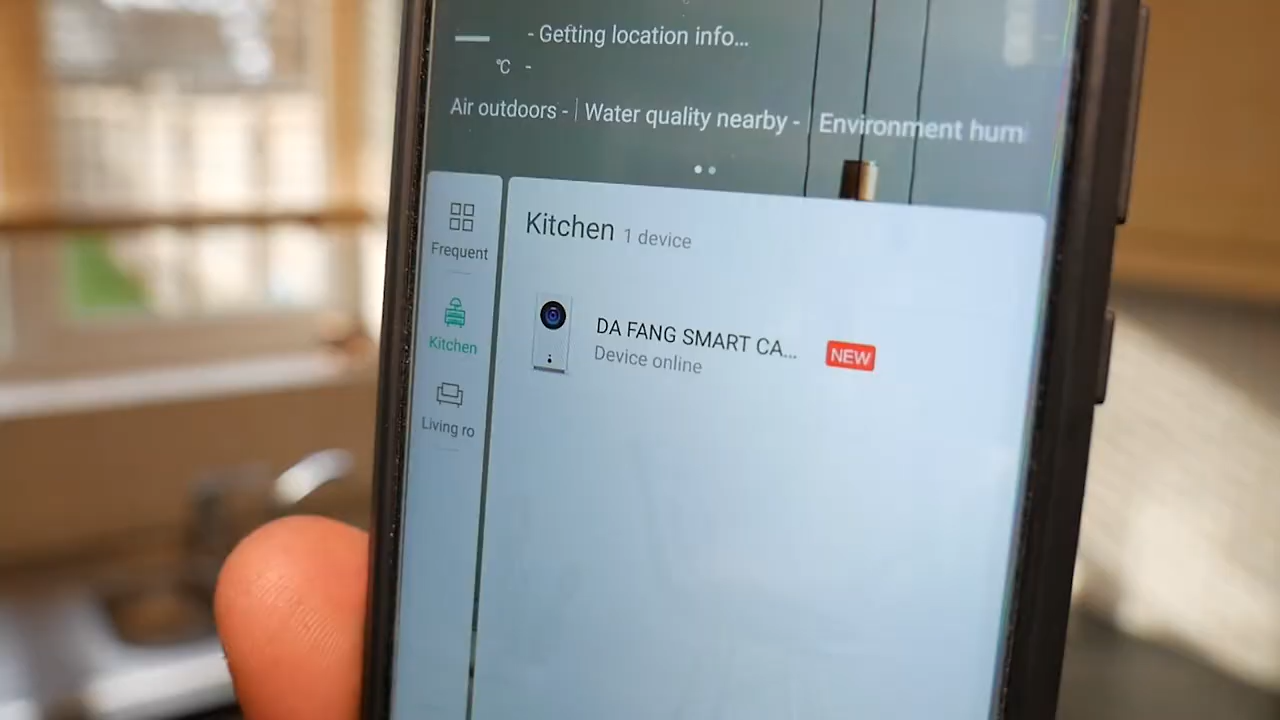 - Getting location info...
℃ -
Air outdoors - | Water quality nearby - | Environment hum
Frequent
Kitchen 1 device
Kitchen
DA FANG SMART CA...
Device online
NEW
Living ro